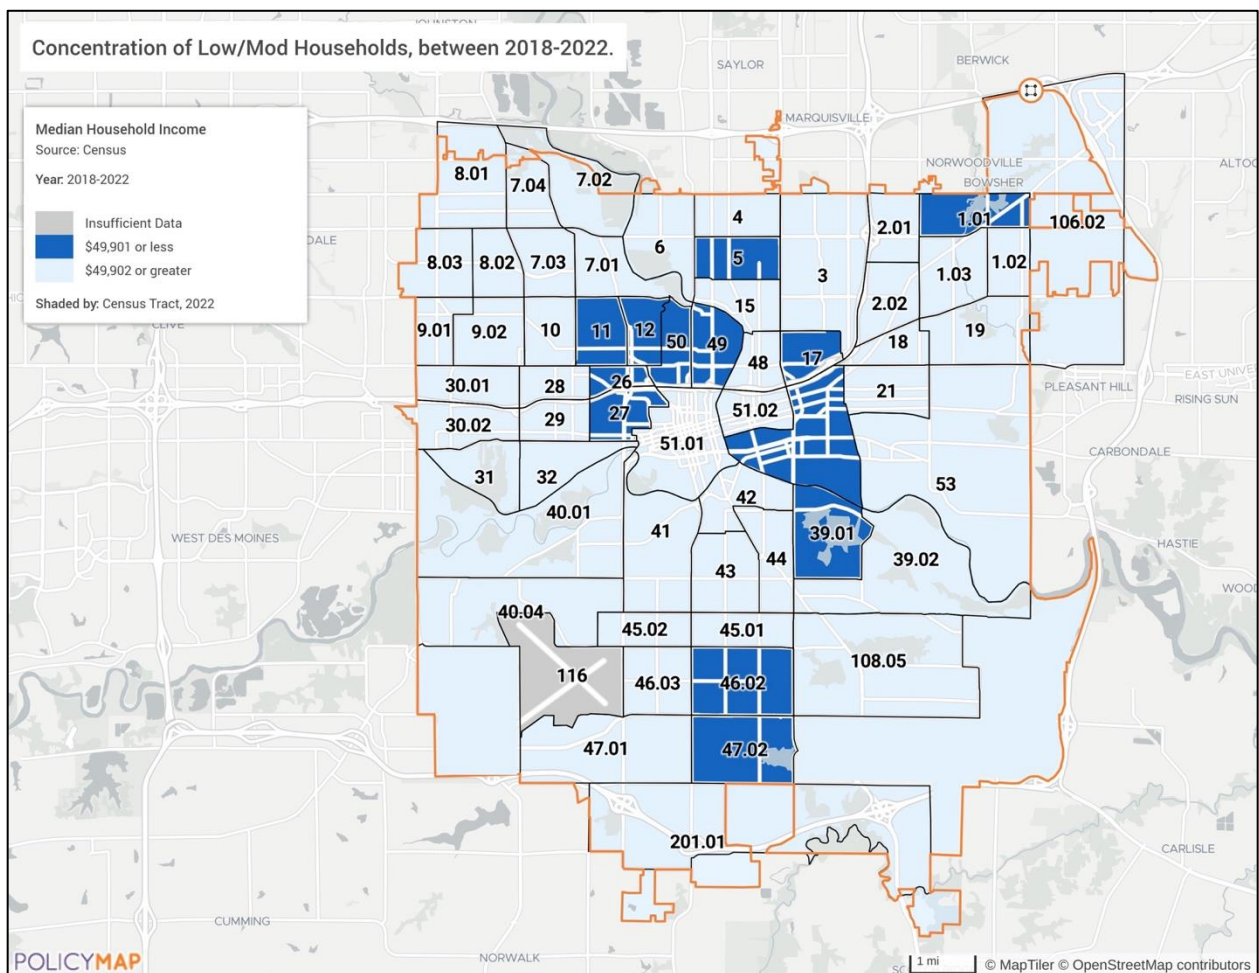 JOHNSTON
Concentration of Low/Mod Households, between 2018-2022.
SAYLOR
BERWICK
Median Household Income
Source: Census
Year: 2018-2022
Insufficient Data
$49,901 or less
$49,902 or greater
Shaded by: Census Tract, 2022
MARQUISVILLE
NORWOODVILLE
BOWSHER
ALTOO
DALE
CLIVE
8.01
7.04
7.02
4
2.01
1.01
106.02
6
5
3
8.03
8.02
7.03
7.01
1.03
1.02
15
2.02
9.01
9.02
10
11
12
50
49
48
17
18
19
PLEASANT HILL
EAST UNIVER
RISING SUN
30.01
28
26
21
30.02
29
27
51.02
51.01
CARBONDALE
31
32
42
53
40.01
41
39.01
WEST DES MOINES
HASTIE
43
44
39.02
WOOD
40.04
45.02
45.01
116
46.03
46.02
108.05
47.01
47.02
201.01
CARLISLE
CUMMING
NORWALK
POLICYMAP
1 mi
© MapTiler © OpenStreetMap contributors